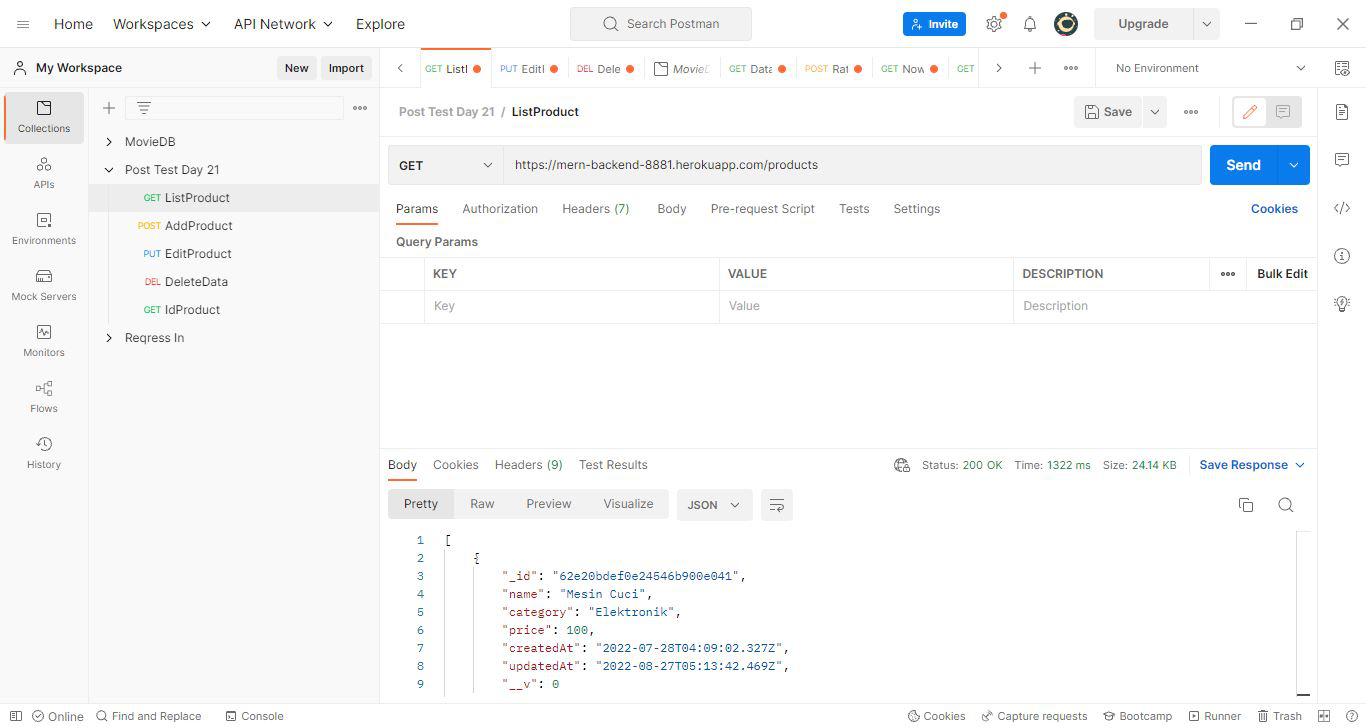 Home Workspaces API Network Explore Search Postman Invite Upgrade
My Workspace New Import GET ListI PUT EditI DEL Dele MovieD GET Data POST Rat GET Now GET No Environment
Collections
APIs
Environments
Mock Servers
Monitors
Flows
History
MovieDB
Post Test Day 21
GET ListProduct
POST AddProduct
PUT EditProduct
DEL DeleteData
GET IdProduct
Reqress In
Post Test Day 21 / ListProduct Save
GET https://mern-backend-8881.herokuapp.com/products Send
Params Authorization Headers (7) Body Pre-request Script Tests Settings Cookies
Query Params
KEY VALUE DESCRIPTION Bulk Edit
Key Value Description
Body Cookies Headers (9) Test Results Status: 200 OK Time: 1322 ms Size: 24.14 KB Save Response
Pretty Raw Preview Visualize JSON
1 [
2 {
3 "_id": "62e20bdef0e24546b900e041",
4 "name": "Mesin Cuci",
5 "category": "Elektronik",
6 "price": 100,
7 "createdAt": "2022-07-28T04:09:02.327Z",
8 "updatedAt": "2022-08-27T05:13:42.469Z",
9 "__v": 0
Online Find and Replace Console Cookies Capture requests Bootcamp Runner Trash